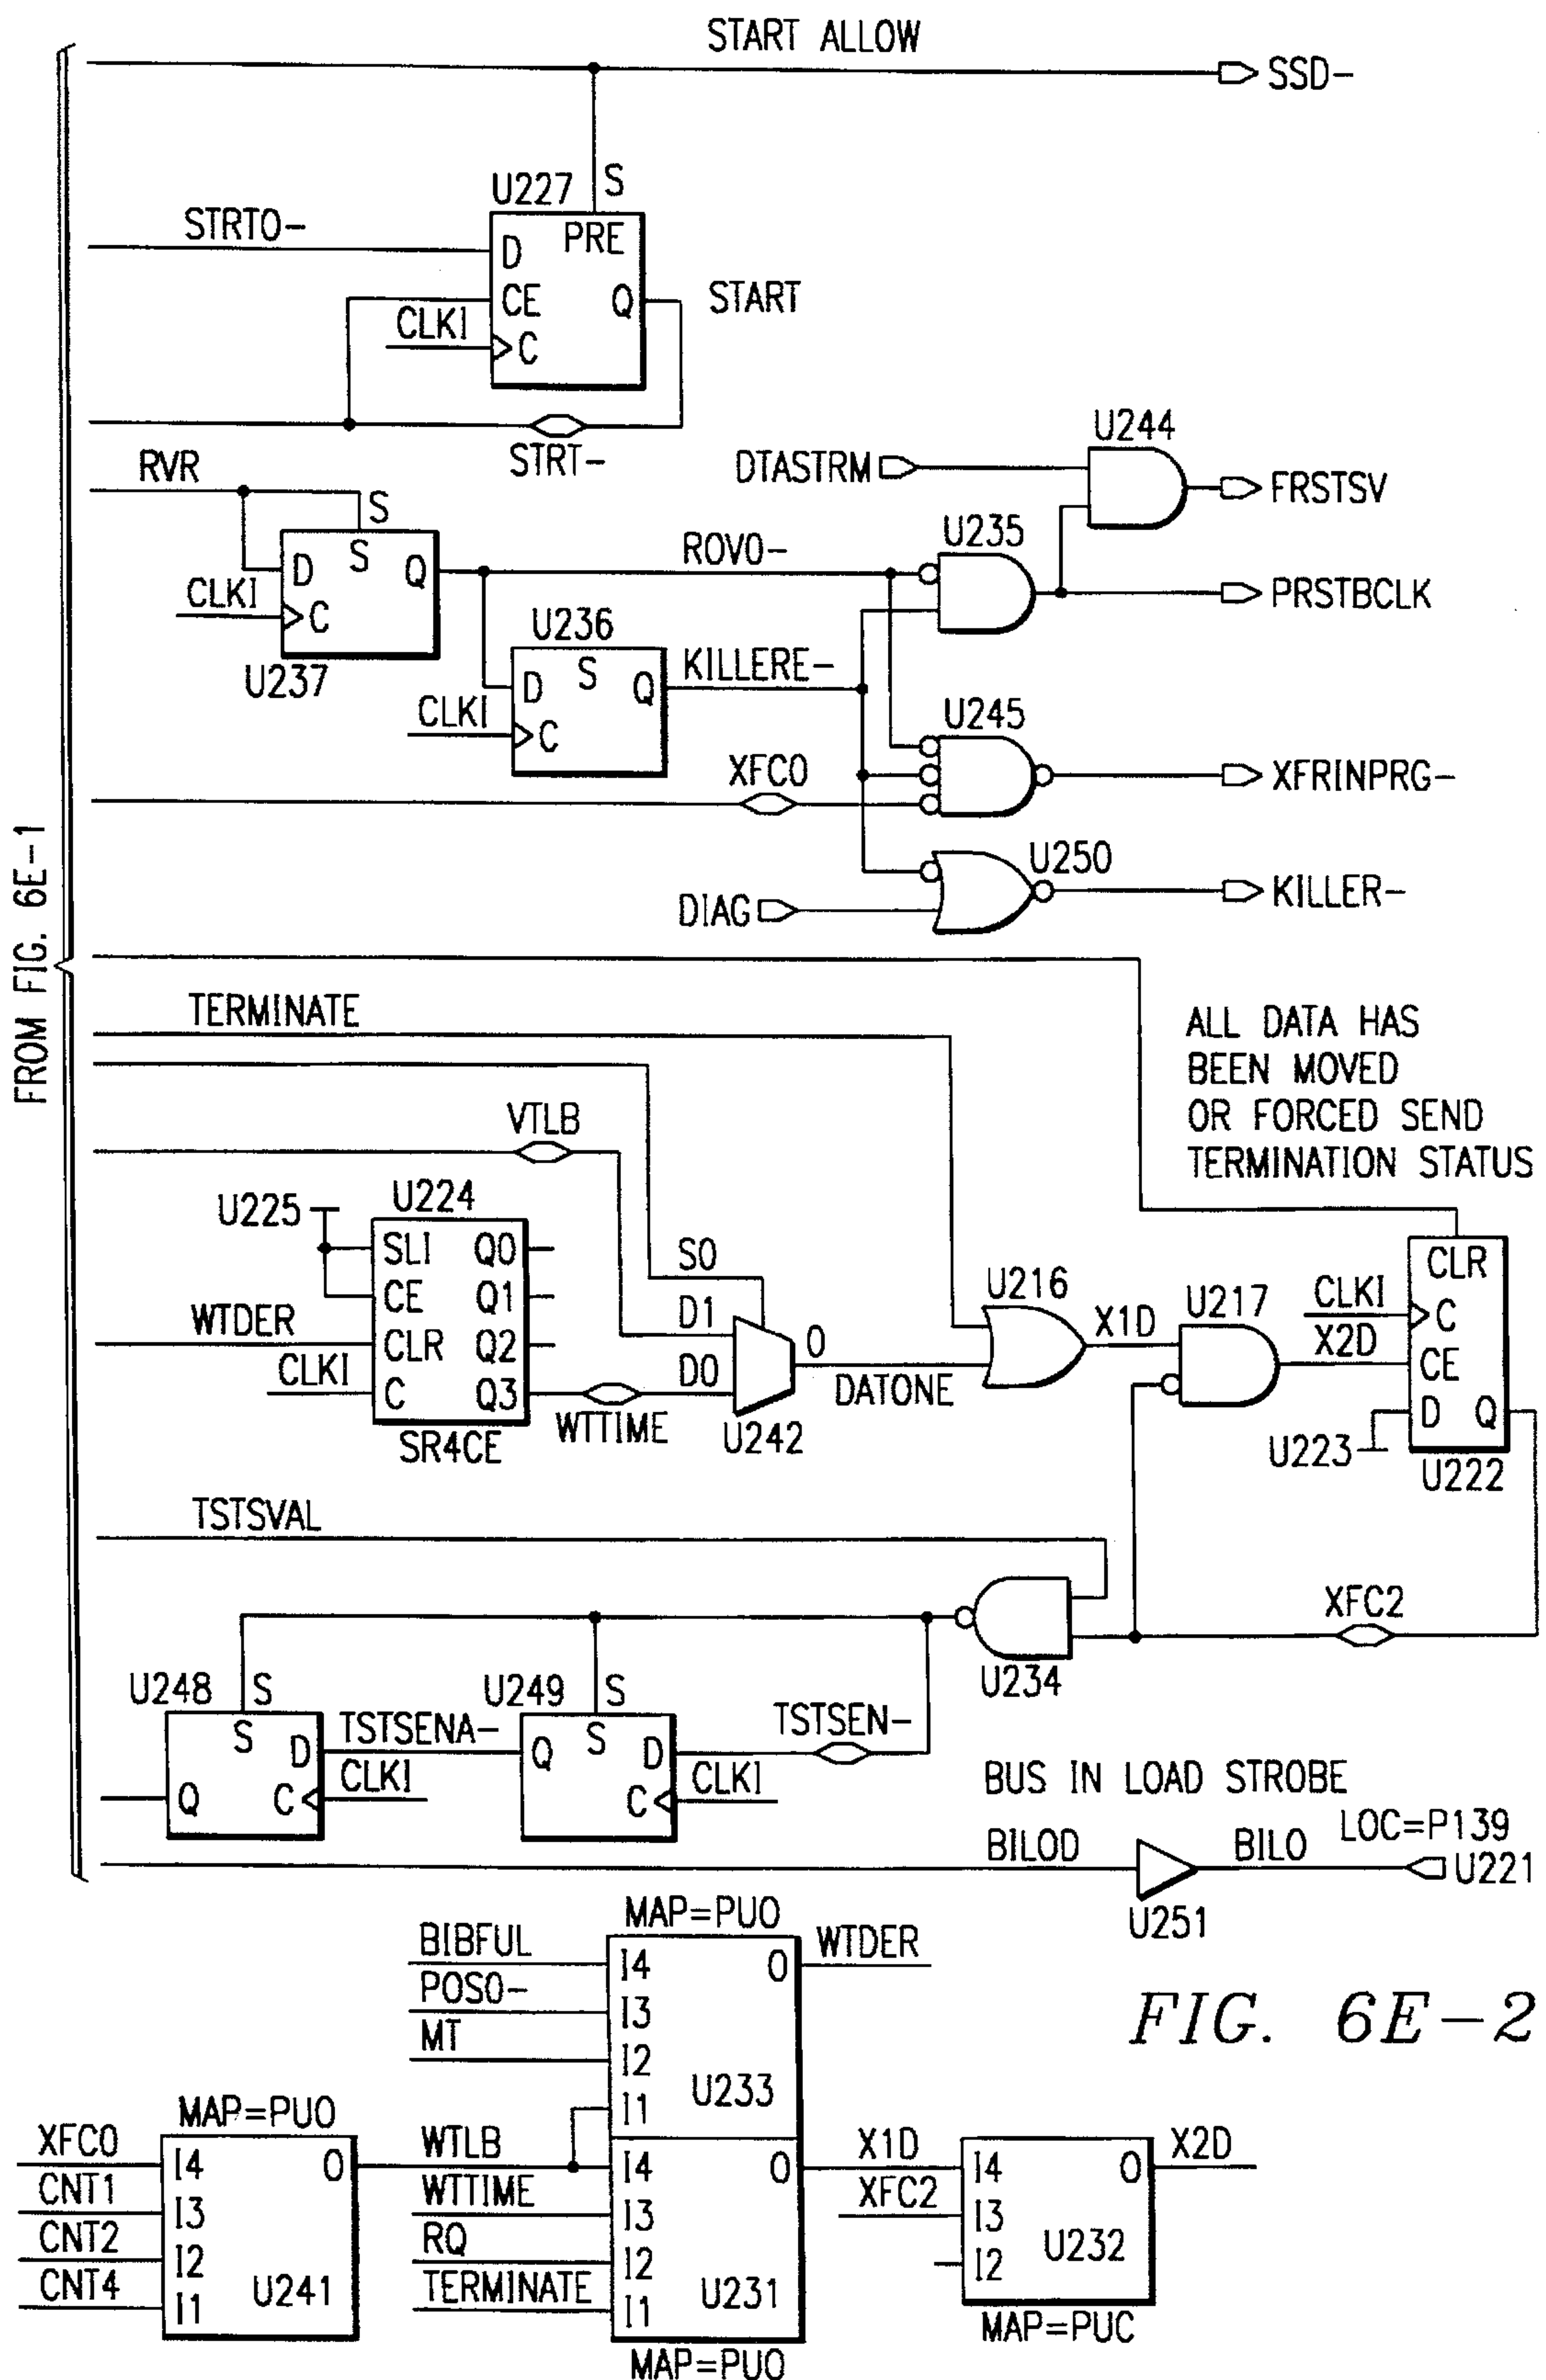 START ALLOW
SSD-
U227
S
STRTO-
D
PRE
CE
Q
START
CLKI
C
STRT-
RVR
S
U244
DTASTRM
FRSTSV
D
S
Q
ROVO-
U235
CLKI
C
PRSTBCLK
U237
U236
D
S
Q
KILLERE-
CLKI
C
U245
XFCO
XFRINPRG-
U250
DIAG
KILLER-
FROM FIG. 6E-1
TERMINATE
ALL DATA HAS
BEEN MOVED
OR FORCED SEND
TERMINATION STATUS
VTLB
U225
U224
SLI
Q0
CE
Q1
WTDER
CLR
Q2
CLKI
C
Q3
SR4CE
WTTIME
S0
D1
D0
U242
O
DATONE
U216
X1D
U217
CLKI
X2D
CLR
C
CE
D
Q
U223
U222
TSTSVAL
XFC2
U234
U248
S
U249
S
S
D
TSTSENA-
Q
S
D
TSTSEN-
Q
C
CLKI
C
CLKI
BUS IN LOAD STROBE
LOC=P139
BILOD
BILO
U221
U251
MAP=PUO
BIBFUL
I4
O
WTDER
POSO-
I3
MT
I2
U233
I1
FIG. 6E-2
MAP=PUO
XFCO
I4
O
WTLB
I4
O
X1D
I4
O
X2D
CNT1
I3
WTTIME
I3
XFC2
I3
CNT2
I2
RQ
I2
I2
U232
CNT4
I1
U241
TERMINATE
I1
U231
MAP=PUC
MAP=PUO